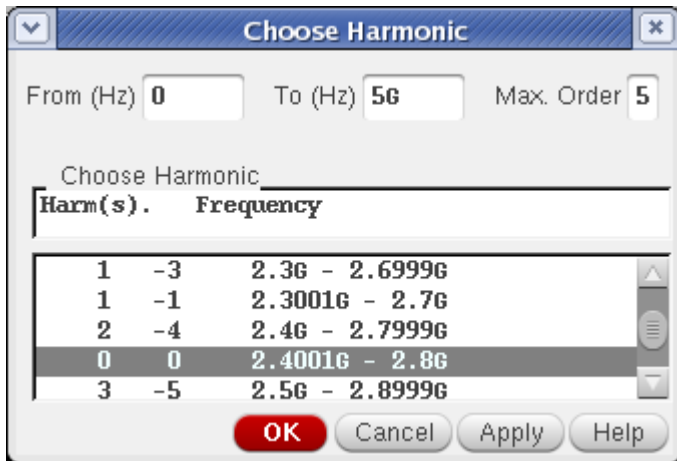 Choose Harmonic
From (Hz) 0 To (Hz) 5G Max. Order 5
Choose Harmonic
Harm(s). Frequency
1 -3 2.3G - 2.6999G
1 -1 2.3001G - 2.7G
2 -4 2.4G - 2.7999G
0 0 2.4001G - 2.8G
3 -5 2.5G - 2.8999G
OK Cancel Apply Help